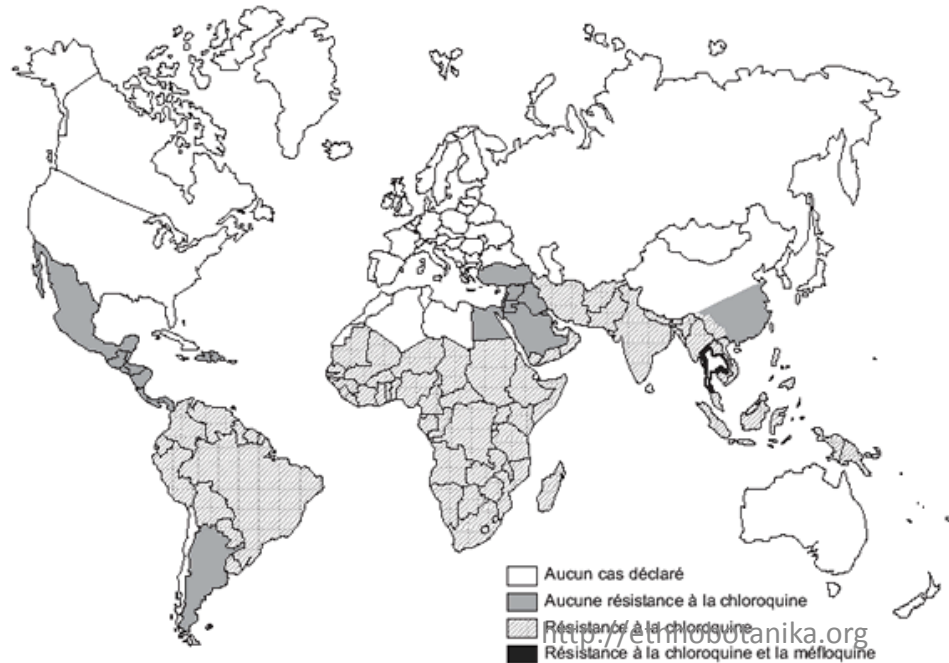 Aucun cas déclaré
Aucune résistance à la chloroquine
Résistance à la chloroquine
http://ethnobotanika.org
Résistance à la chloroquine et la méfloquine